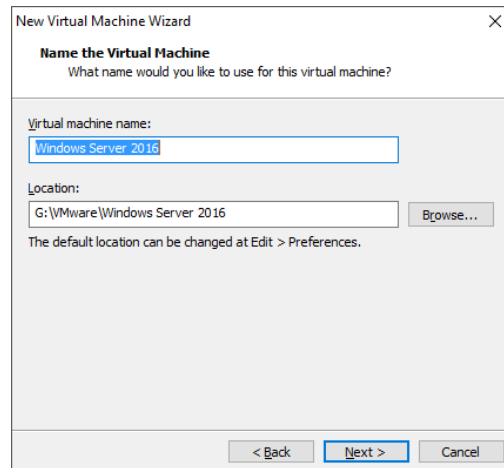 New Virtual Machine Wizard
Name the Virtual Machine
What name would you like to use for this virtual machine?
Virtual machine name:
Windows Server 2016
Location:
G:\VMware\Windows Server 2016
Browse...
The default location can be changed at Edit > Preferences.
< Back Next > Cancel